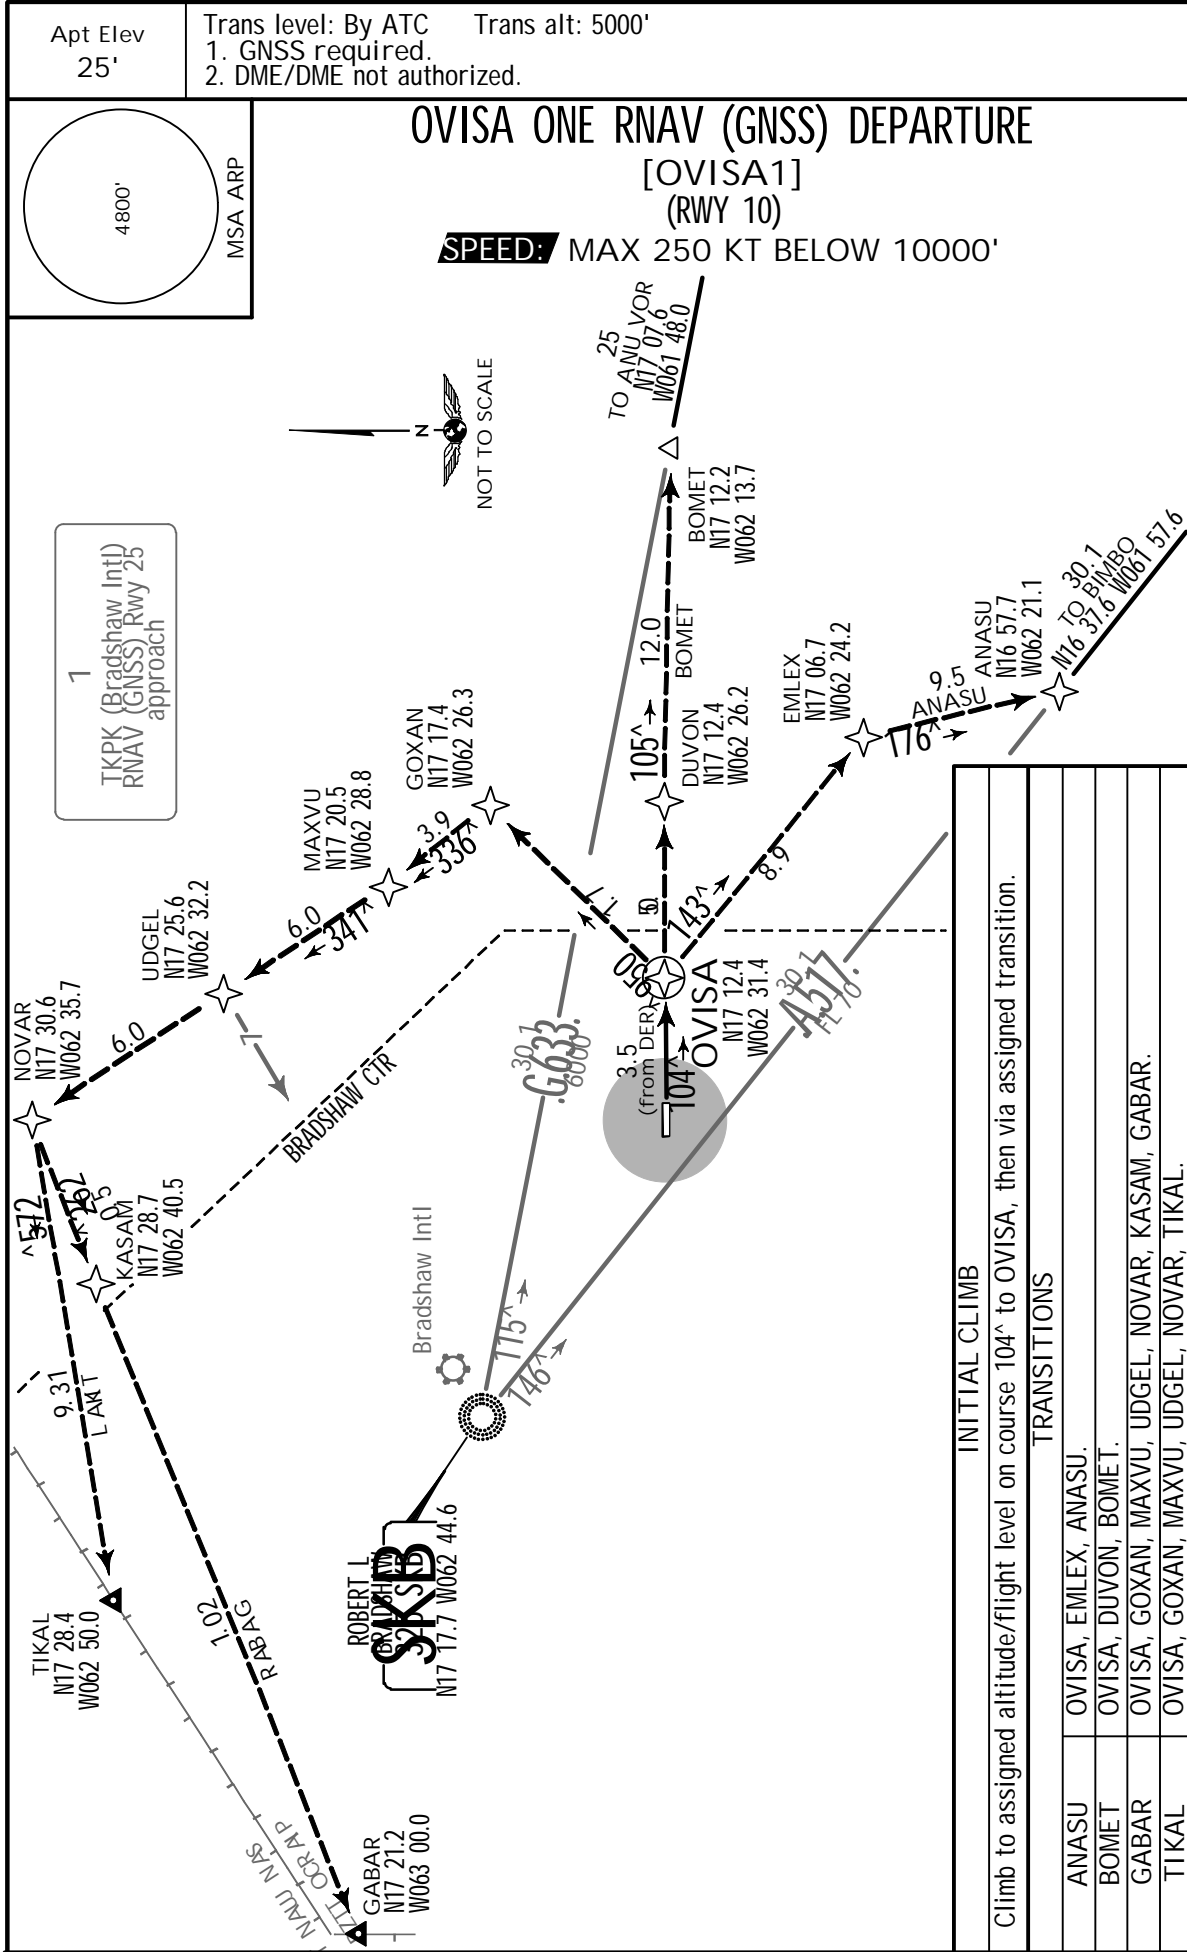 Apt Elev
25'
Trans level: By ATC Trans alt: 5000'
1. GNSS required.
2. DME/DME not authorized.
4800'
MSA ARP
OVISA ONE RNAV (GNSS) DEPARTURE
[OVISA1]
(RWY 10)
SPEED: MAX 250 KT BELOW 10000'
N
NOT TO SCALE
25
TO ANU VOR
N17 07.6
W061 48.0
1
TKPK (Bradshaw Intl)
RNAV (GNSS) Rwy 25
approach
BOMET
N17 12.2
W062 13.7
12.0
105^
BOMET
DUVON
N17 12.4
W062 26.2
5.0
30.1
TO BIMBO
N16 37.6 W061 57.6
ANASU
N16 57.7
W062 21.1
9.5
ANASU
176^
EMLEX
N17 06.7
W062 24.2
8.9
143^
GOXAN
N17 17.4
W062 26.3
3.9
336^
MAXVU
N17 20.5
W062 28.8
6.0
341^
UDGEL
N17 25.6
W062 32.2
6.0
1
NOVAR
N17 30.6
W062 35.7
KASAM
N17 28.7
W062 40.5
BRADSHAW CTR
30.1
G633
6000
30.1
A517
FL 70
3.5
(from DER)
104^
OVISA
N17 12.4
W062 31.4
Bradshaw Intl
115^
146^
ROBERT L
BRADSHAW
SKB
N17 17.7 W062 44.6
TIKAL
N17 28.4
W062 50.0
GABAR
N17 21.2
W063 00.0
INITIAL CLIMB
Climb to assigned altitude/flight level on course 104^ to OVISA, then via assigned transition.
TRANSITIONS
ANASU OVISA, EMLEX, ANASU.
BOMET OVISA, DUVON, BOMET.
GABAR OVISA, GOXAN, MAXVU, UDGEL, NOVAR, KASAM, GABAR.
TIKAL OVISA, GOXAN, MAXVU, UDGEL, NOVAR, TIKAL.